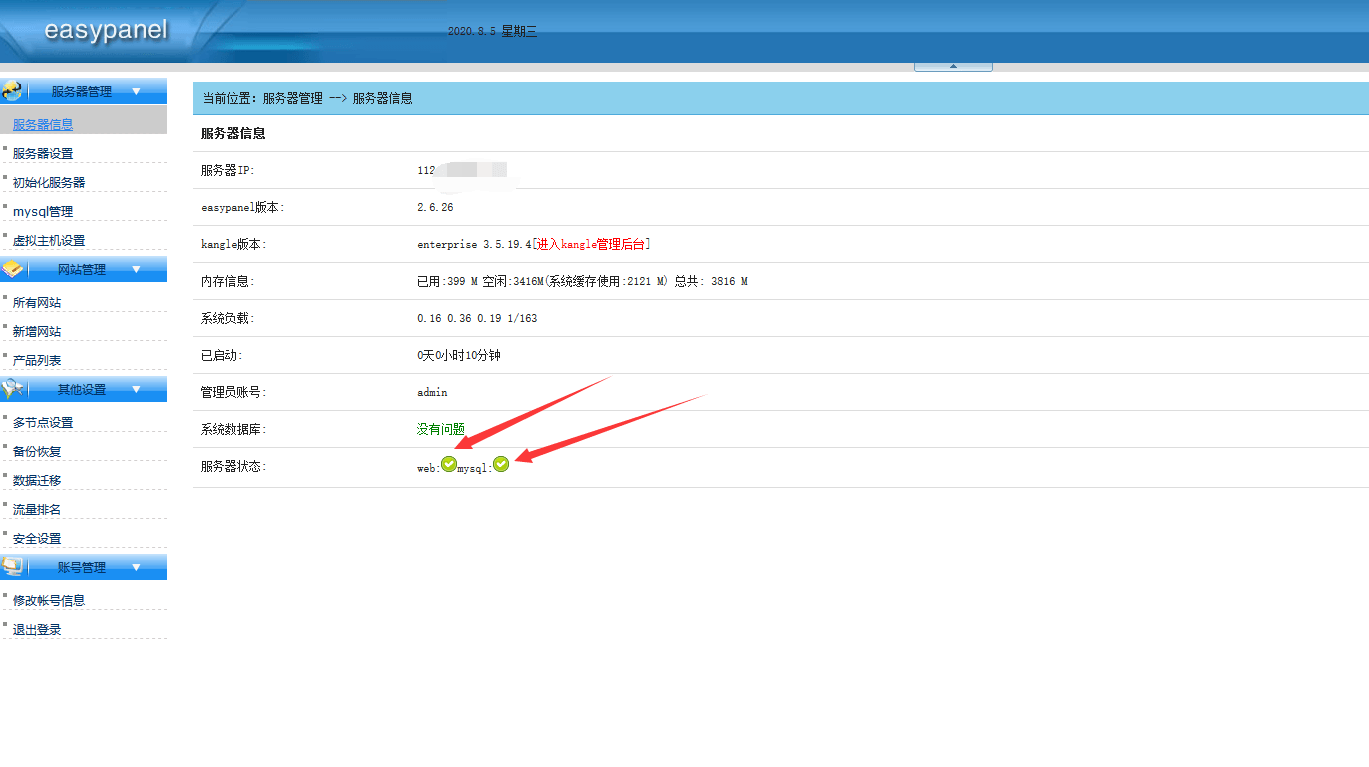 easypanel
2020.8.5 星期三
服务器管理
服务器信息
服务器设置
初始化服务器
mysql管理
虚拟主机设置
网站管理
所有网站
新增网站
产品列表
其他设置
多节点设置
备份恢复
数据迁移
流量排名
安全设置
账号管理
修改帐号信息
退出登录
当前位置: 服务器管理 --> 服务器信息
服务器信息
服务器IP: 112
easypanel版本: 2.6.26
kangle版本: enterprise 3.5.19.4[进入kangle管理后台]
内存信息: 已用:399 M 空闲:3416M(系统缓存使用:2121 M) 总共: 3816 M
系统负载: 0.16 0.36 0.19 1/163
已启动: 0天0小时10分钟
管理员账号: admin
系统数据库: 没有问题
服务器状态: web: mysql: